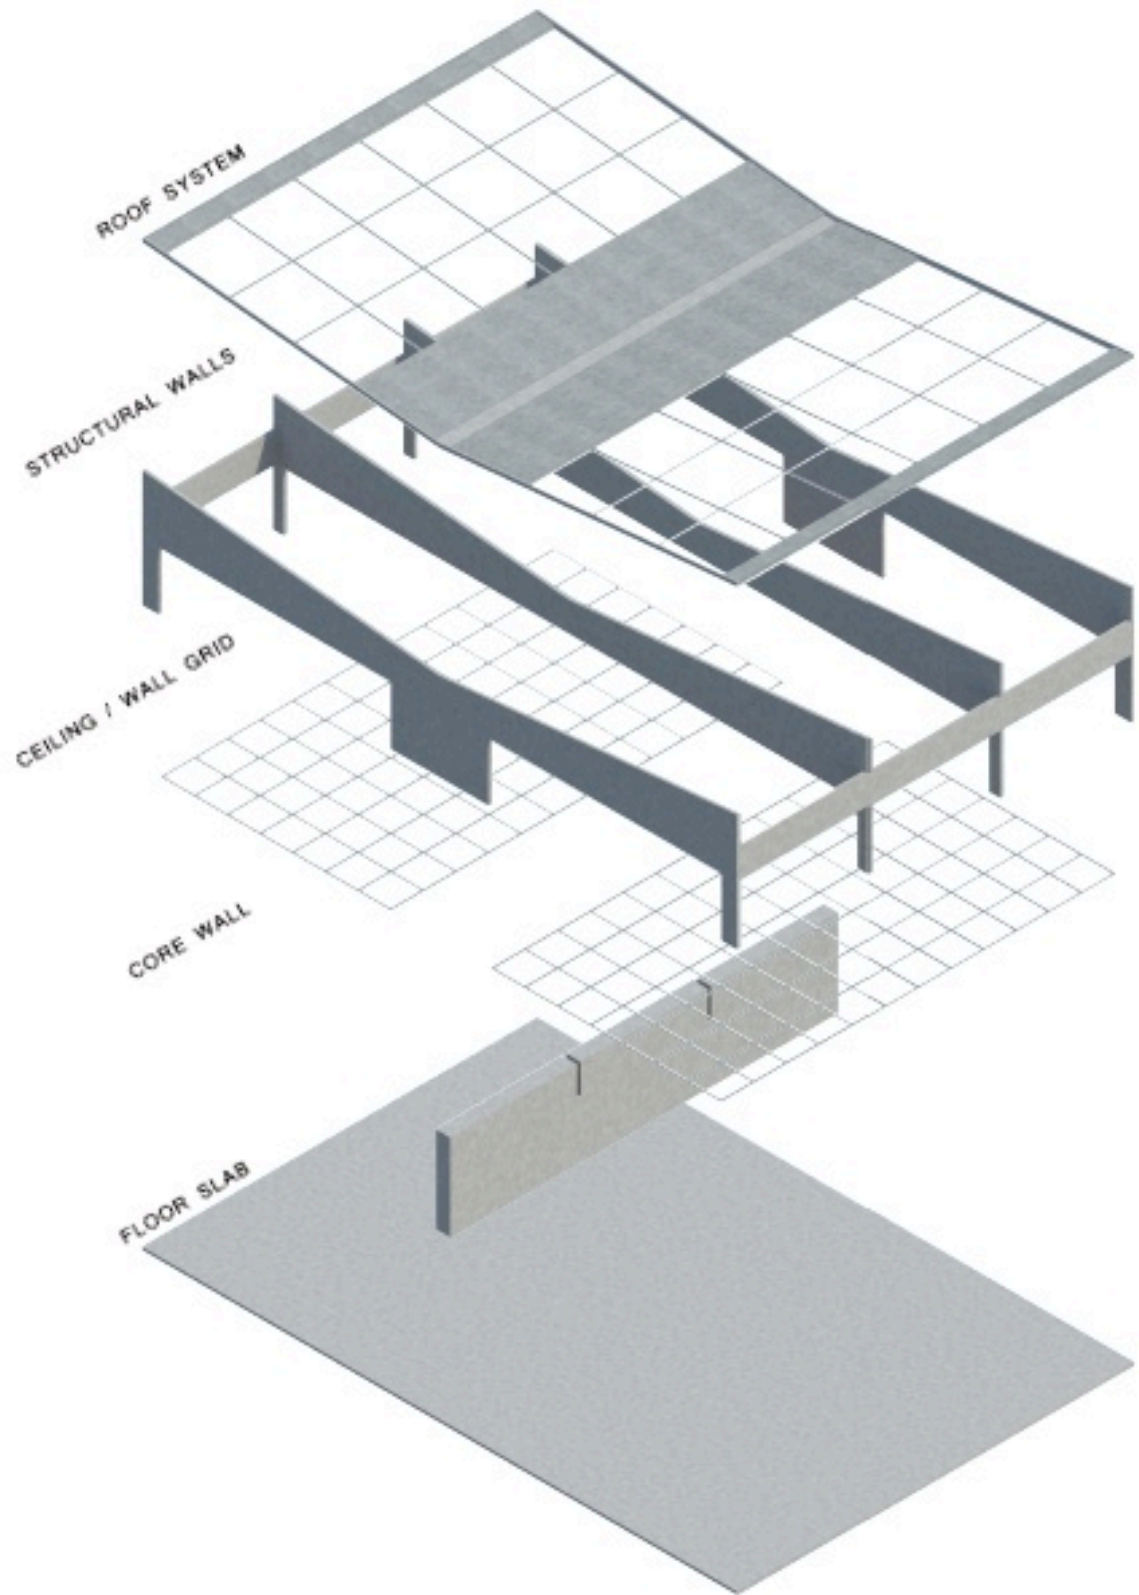 ROOF SYSTEM
STRUCTURAL WALLS
CEILING / WALL GRID
CORE WALL
FLOOR SLAB